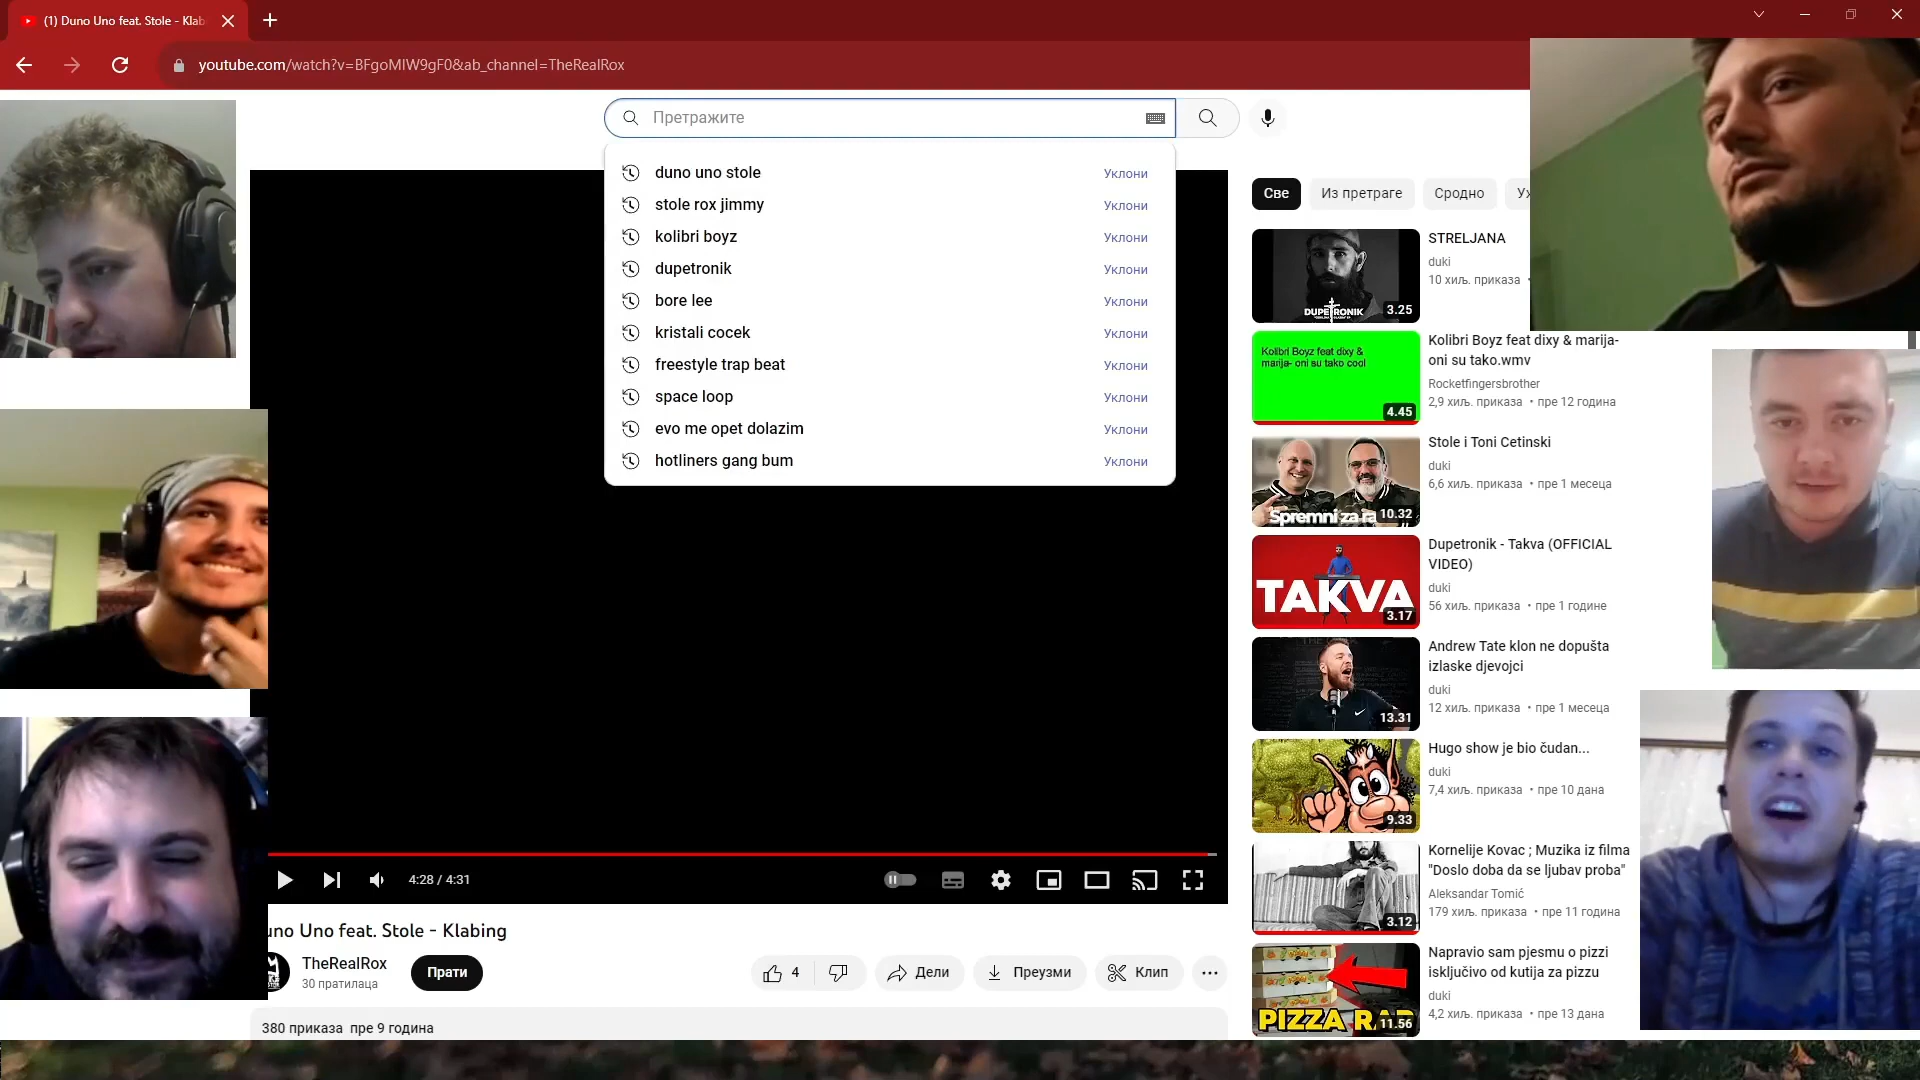 (1) Duno Uno feat. Stole - Klab
youtube.com/watch?v=BFgoMIW9gF0&ab_channel=TheRealRox
Претражите
duno uno stole Уклони
stole rox jimmy Уклони
kolibri boyz Уклони
dupetronik Уклони
bore lee Уклони
kristali cocek Уклони
freestyle trap beat Уклони
space loop Уклони
evo me opet dolazim Уклони
hotliners gang bum Уклони
4:28 / 4:31
uno Uno feat. Stole - Klabing
TheRealRox
30 пратилаца
Прати
4
Дели
Преузми
Клип
380 приказа пре 9 година
Све
Из претраге
Сродно
Ух
DUPETRONIK
3.25
STRELJANA
duki
10 хиљ. приказа •
Kolibri Boyz feat dixy &
marija- oni su tako cool
4.45
Kolibri Boyz feat dixy & marija-
oni su tako.wmv
Rocketfingersbrother
2,9 хиљ. приказа • пре 12 година
Spremni za ra
10.32
Stole i Toni Cetinski
duki
6,6 хиљ. приказа • пре 1 месеца
TAKVA
3.17
Dupetronik - Takva (OFFICIAL
VIDEO)
duki
56 хиљ. приказа • пре 1 године
13.31
Andrew Tate klon ne dopušta
izlaske djevojci
duki
12 хиљ. приказа • пре 1 месеца
9.33
Hugo show je bio čudan...
duki
7,4 хиљ. приказа • пре 10 дана
3.12
Kornelije Kovac ; Muzika iz filma
"Doslo doba da se ljubav proba"
Aleksandar Tomić
179 хиљ. приказа • пре 11 година
PIZZA RA
11.56
Napravio sam pjesmu o pizzi
isključivo od kutija za pizzu
duki
4,2 хиљ. приказа • пре 13 дана